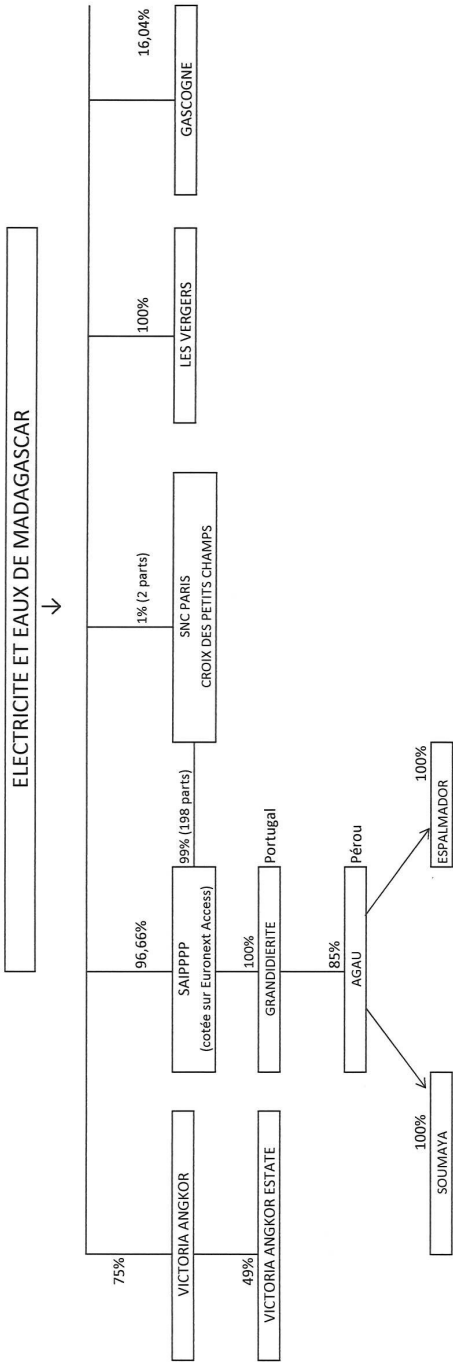 ELECTRICITE ET EAUX DE MADAGASCAR
75%
96,66%
1% (2 parts)
100%
16,04%
VICTORIA ANGKOR
SAIPPPP
(cotée sur Euronext Access)
99% (198 parts)
SNC PARIS
CROIX DES PETITS CHAMPS
LES VERGERS
GASCOGNE
49%
100%
Portugal
VICTORIA ANGKOR ESTATE
GRANDIDIERITE
85%
Pérou
AGAU
100%
100%
SOUMAYA
ESPALMADOR